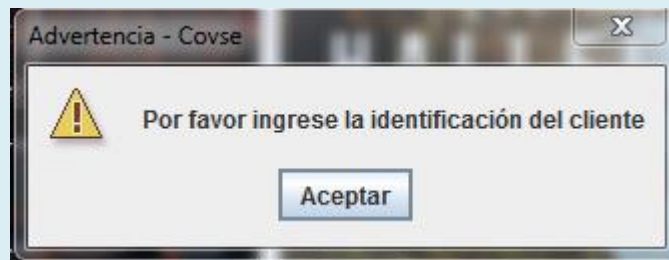 Advertencia - Covse
Por favor ingrese la identificación del cliente
Aceptar